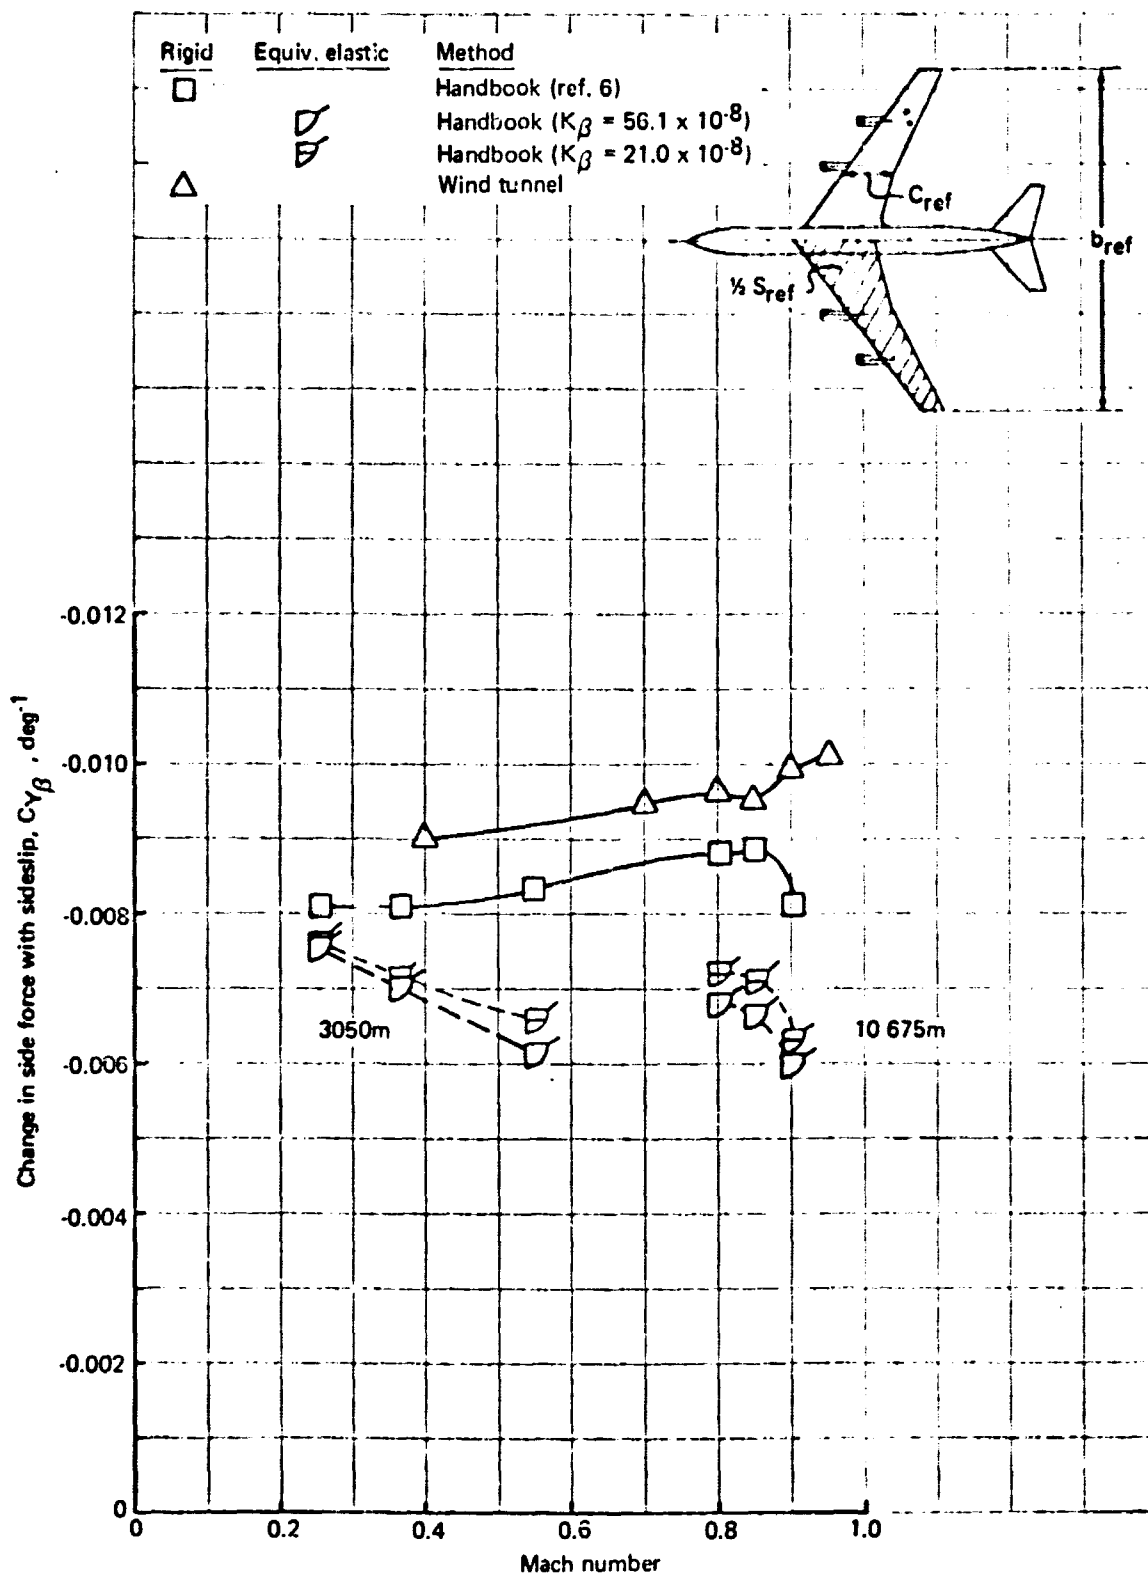 Rigid Equiv. elastic Method
Handbook (ref. 6)
Handbook (Kβ = 56.1 x 10⁻⁸)
Handbook (Kβ = 21.0 x 10⁻⁸)
Wind tunnel
Cref
bref
½ Sref
-0.012
-0.010
-0.008
-0.006
-0.004
-0.002
0
Change in side force with sideslip, CYβ , deg⁻¹
3050m
10 675m
0 0.2 0.4 0.6 0.8 1.0
Mach number